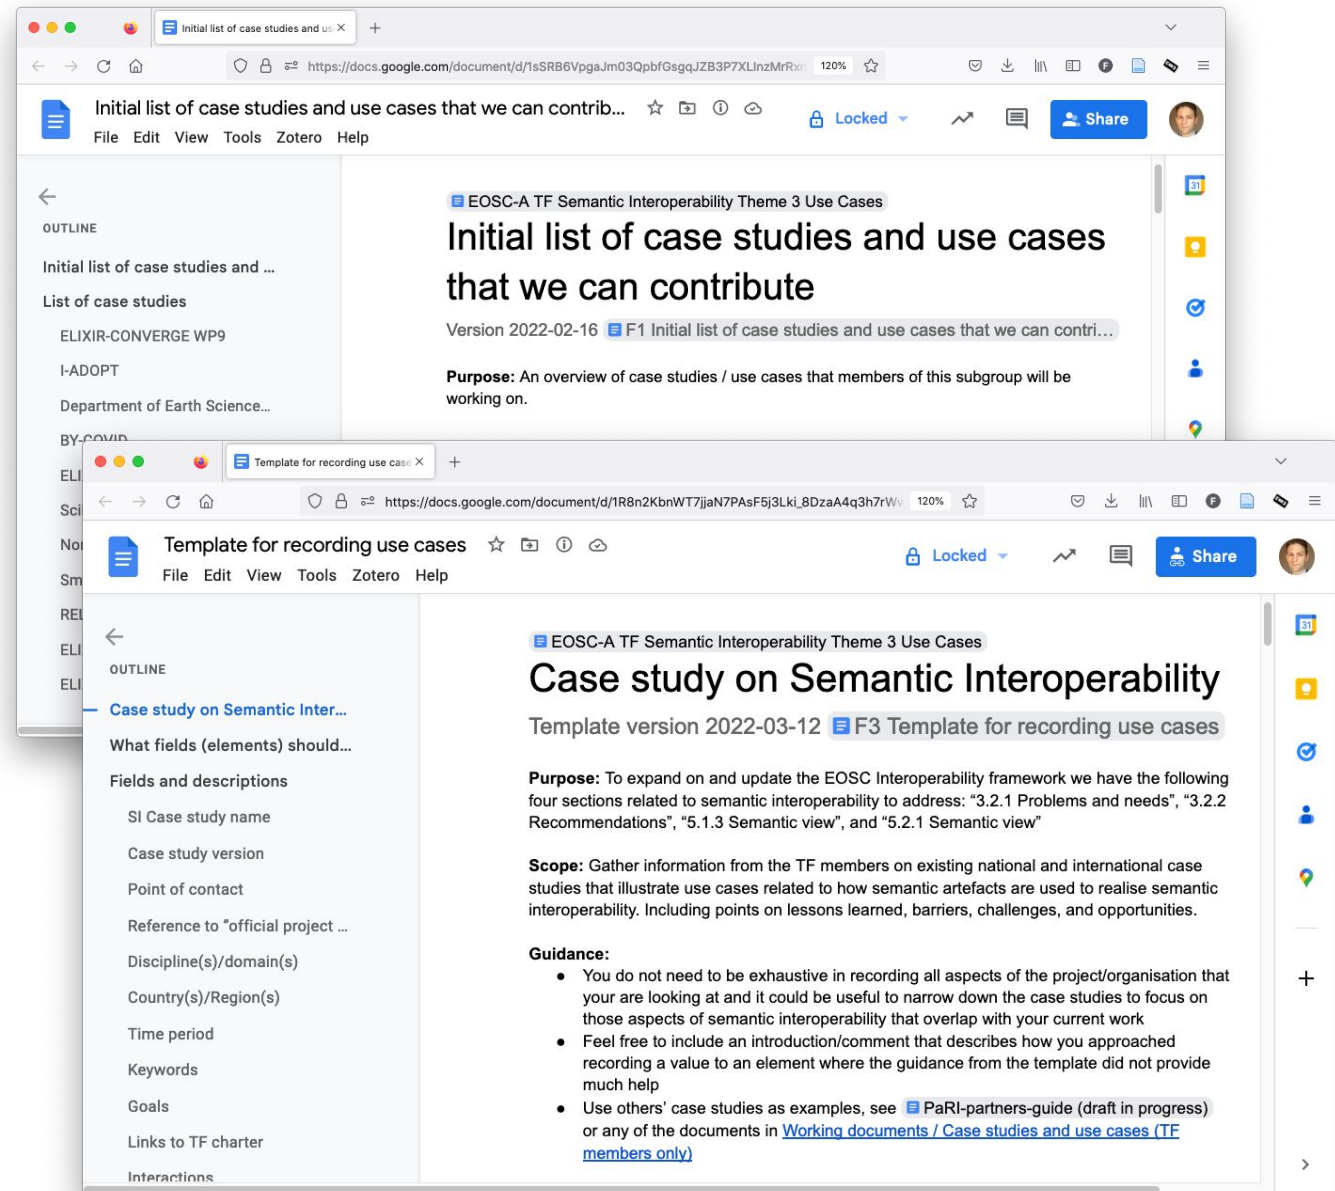 Initial list of case studies and us
https://docs.google.com/document/d/1sSRB6VpgaJm03QpbfGsgqJZB3P7XLInzMrRxn
120%
Initial list of case studies and use cases that we can contrib...
Locked
Share
File Edit View Tools Zotero Help
31
OUTLINE
Initial list of case studies and ...
List of case studies
ELIXIR-CONVERGE WP9
I-ADOPT
Department of Earth Science...
BY-COVID
ELI
Sci
Nor
Sm
REL
ELI
ELI
EOSC-A TF Semantic Interoperability Theme 3 Use Cases
Initial list of case studies and use cases
that we can contribute
Version 2022-02-16 F1 Initial list of case studies and use cases that we can contri...
Purpose: An overview of case studies / use cases that members of this subgroup will be
working on.
Template for recording use case
https://docs.google.com/document/d/1R8n2KbnWT7jjaN7PAsF5j3Lki_8DzaA4q3h7rWv
120%
Template for recording use cases
Locked
Share
File Edit View Tools Zotero Help
31
OUTLINE
Case study on Semantic Inter...
What fields (elements) should...
Fields and descriptions
SI Case study name
Case study version
Point of contact
Reference to "official project ...
Discipline(s)/domain(s)
Country(s)/Region(s)
Time period
Keywords
Goals
Links to TF charter
Interactions
EOSC-A TF Semantic Interoperability Theme 3 Use Cases
Case study on Semantic Interoperability
Template version 2022-03-12 F3 Template for recording use cases
Purpose: To expand on and update the EOSC Interoperability framework we have the following
four sections related to semantic interoperability to address: “3.2.1 Problems and needs”, “3.2.2
Recommendations”, “5.1.3 Semantic view”, and “5.2.1 Semantic view”
Scope: Gather information from the TF members on existing national and international case
studies that illustrate use cases related to how semantic artefacts are used to realise semantic
interoperability. Including points on lessons learned, barriers, challenges, and opportunities.
Guidance:
● You do not need to be exhaustive in recording all aspects of the project/organisation that
your are looking at and it could be useful to narrow down the case studies to focus on
those aspects of semantic interoperability that overlap with your current work
● Feel free to include an introduction/comment that describes how you approached
recording a value to an element where the guidance from the template did not provide
much help
● Use others’ case studies as examples, see PaRI-partners-guide (draft in progress)
or any of the documents in Working documents / Case studies and use cases (TF
members only)